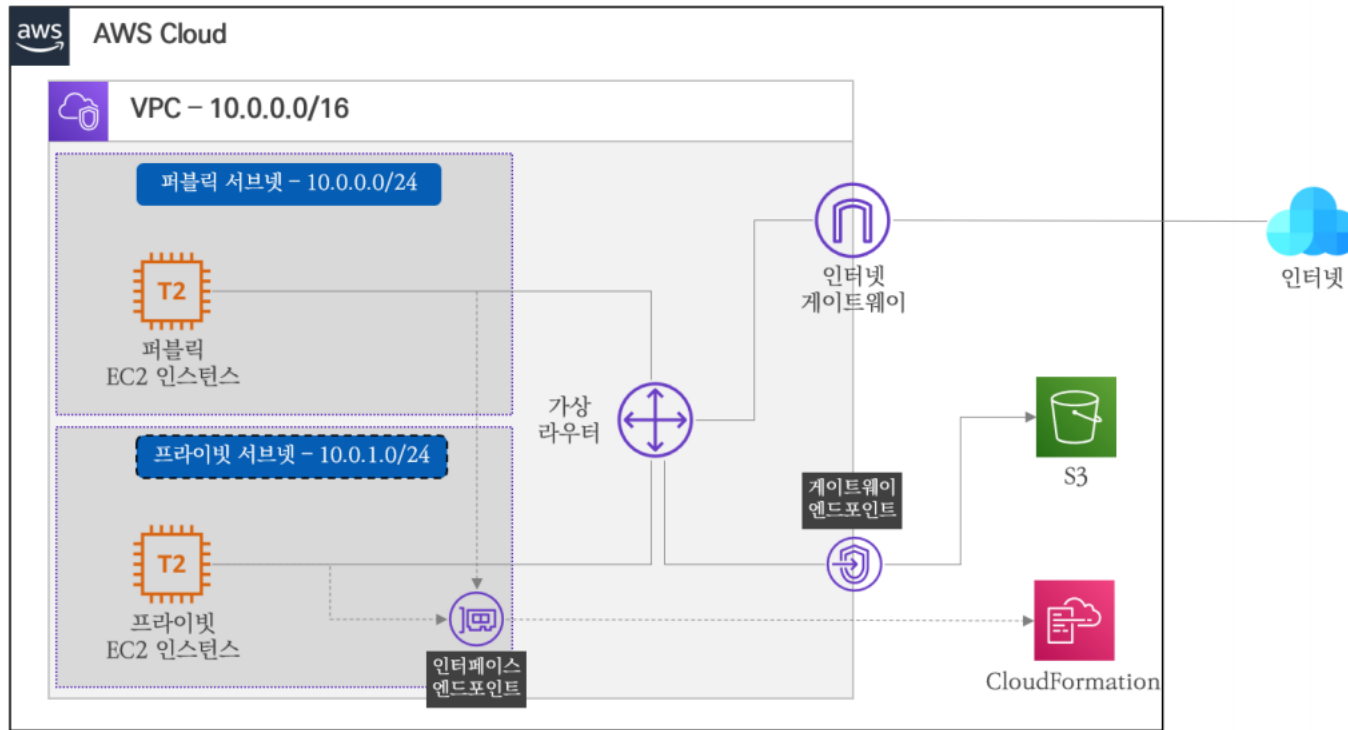 aws
AWS Cloud
VPC – 10.0.0.0/16
퍼블릭 서브넷 – 10.0.0.0/24
T2
퍼블릭
EC2 인스턴스
인터넷
게이트웨이
인터넷
가상
라우터
프라이빗 서브넷 – 10.0.1.0/24
S3
게이트웨이
엔드포인트
T2
프라이빗
EC2 인스턴스
인터페이스
엔드포인트
CloudFormation